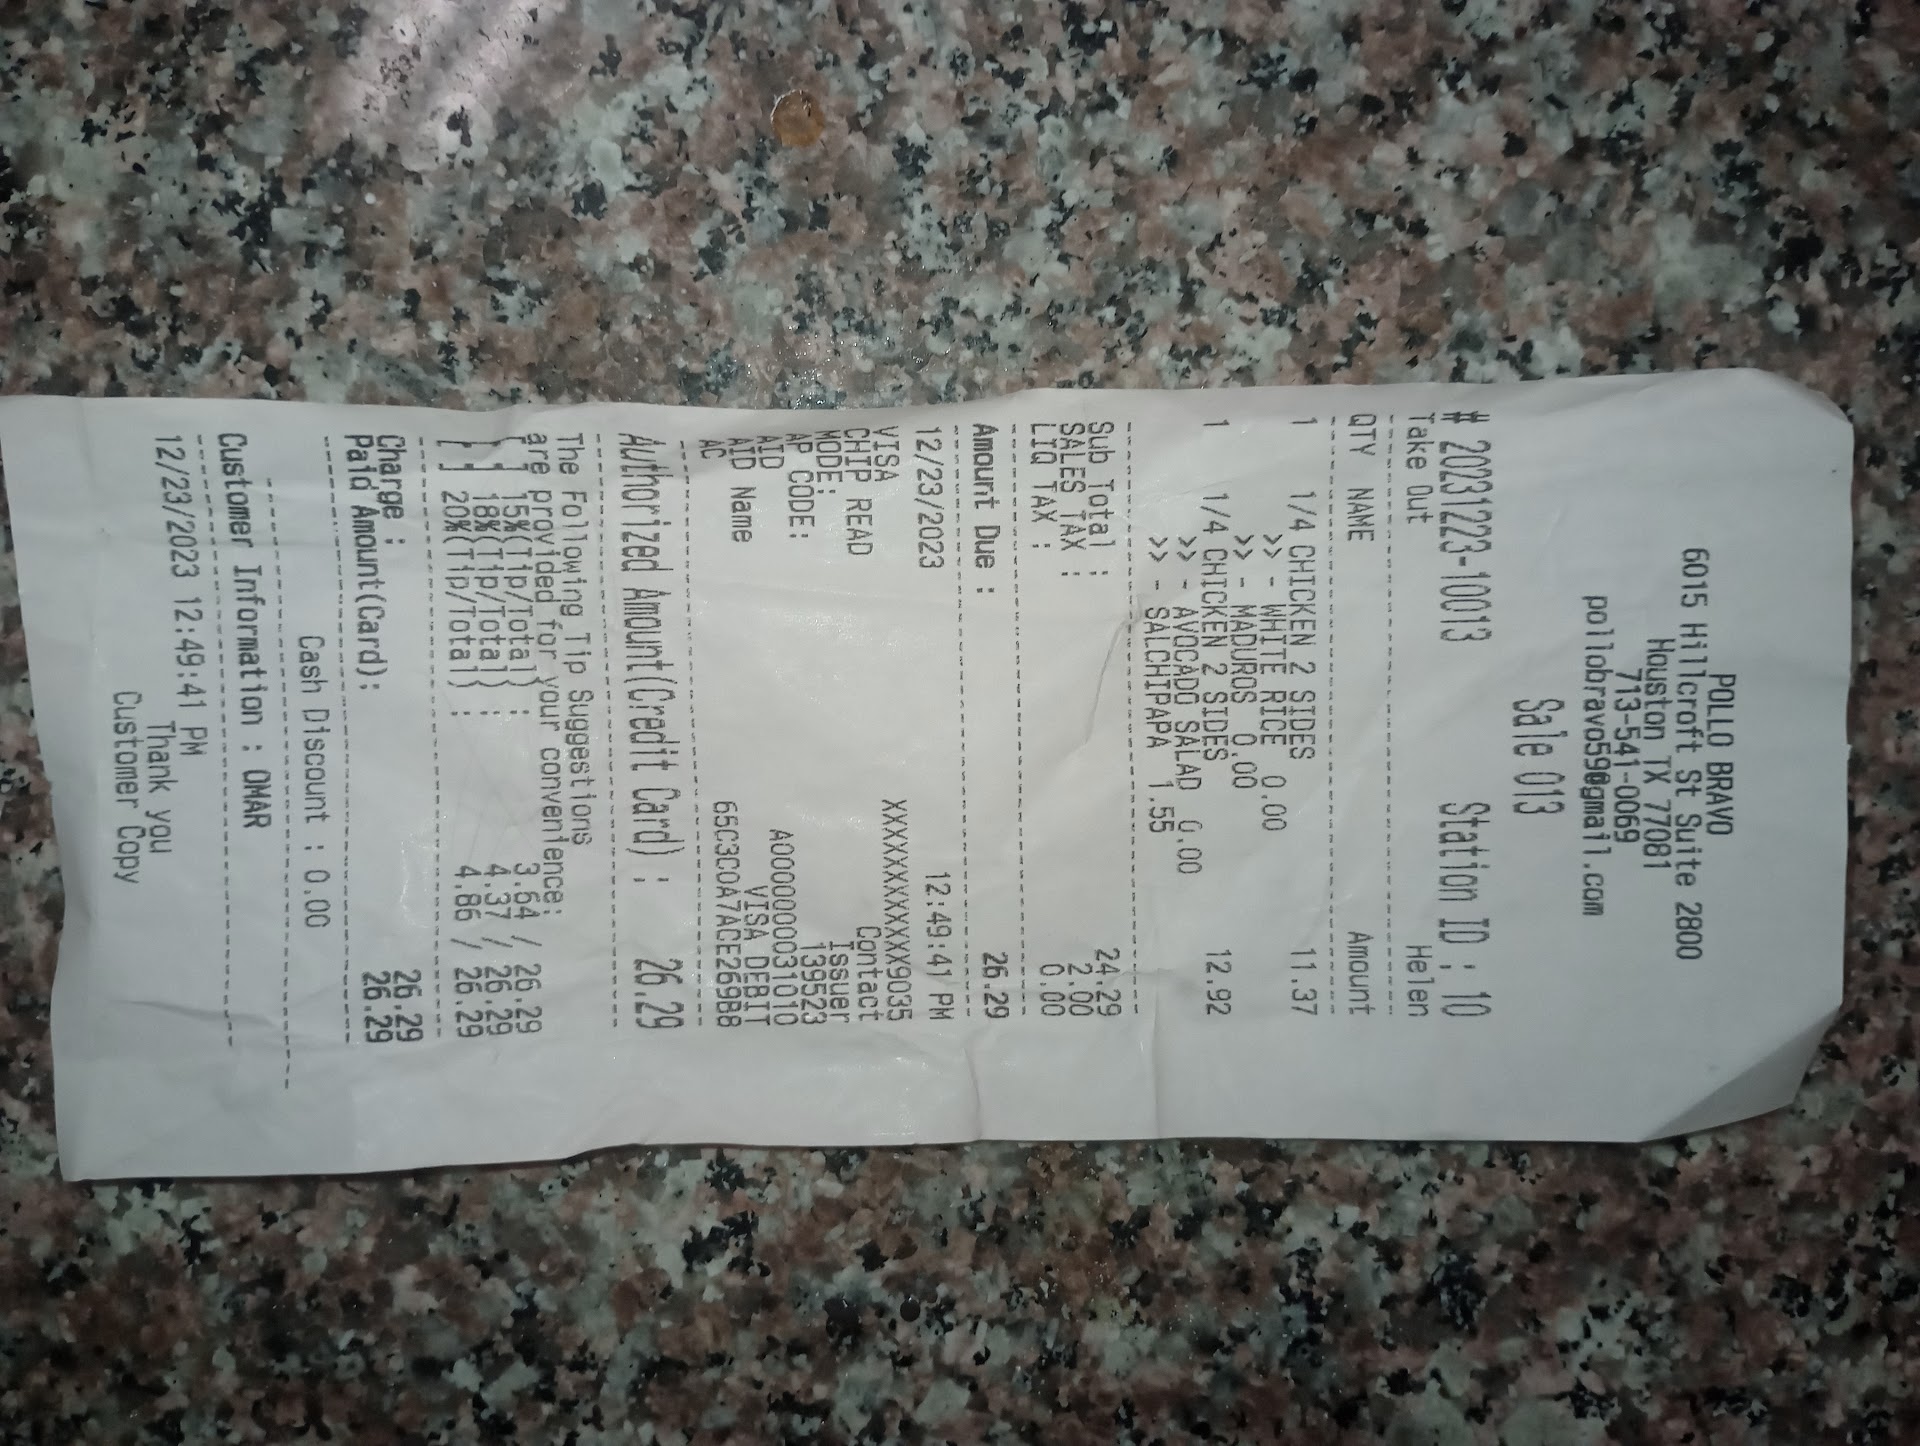 POLLO BRAVO
6015 Hillcroft St Suite 2800
Houston TX 77081
713-541-0069
pollobravo59@gmail.com
Sale 013
# 20231223-10013 Station ID : 10
Take Out Helen
QTY NAME Amount
1 1/4 CHICKEN 2 SIDES 11.37
>> - WHITE RICE 0.00
>> - MADUROS 0.00
1 1/4 CHICKEN 2 SIDES 12.92
>> - AVOCADO SALAD 0.00
>> - SALCHIPAPA 1.55
Sub Total : 24.29
SALES TAX : 2.00
LIQ TAX : 0.00
Amount Due : 26.29
12/23/2023 12:49:41 PM
VISA XXXXXXXXXXXX9035
CHIP READ Contact
MODE: Issuer
AP CODE: 139523
AID A0000000031010
AID Name VISA DEBIT
AC 65C3C0A7ACE269B8
Authorized Amount(Credit Card) : 26.29
The Following Tip Suggestions
are provided for your convenience:
[ ] 15%(Tip/Total) : 3.64 / 26.29
[ ] 18%(Tip/Total) : 4.37 / 26.29
[ ] 20%(Tip/Total) : 4.86 / 26.29
Charge : 26.29
Paid Amount(Card): 26.29
Cash Discount : 0.00
Customer Information : OMAR
12/23/2023 12:49:41 PM
Thank you
Customer Copy